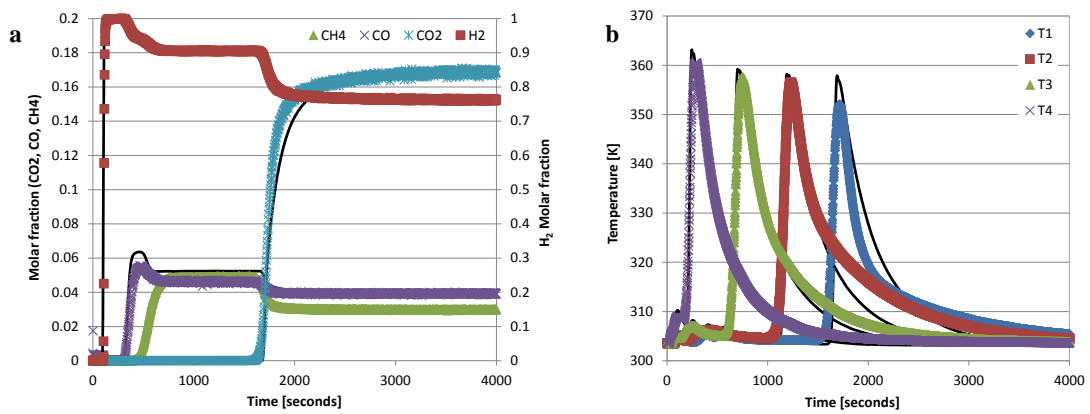 a
0.2
0.18
0.16
0.14
0.12
0.1
0.08
0.06
0.04
0.02
0
Molar fraction (CO2, CO, CH4)
CH4 CO CO2 H2
1
0.9
0.8
0.7
0.6
0.5
0.4
0.3
0.2
0.1
0
H2 Molar fraction
0 1000 2000 3000 4000
Time [seconds]
b
370
360
350
340
330
320
310
300
Temperature [K]
T1
T2
T3
T4
0 1000 2000 3000 4000
Time [seconds]